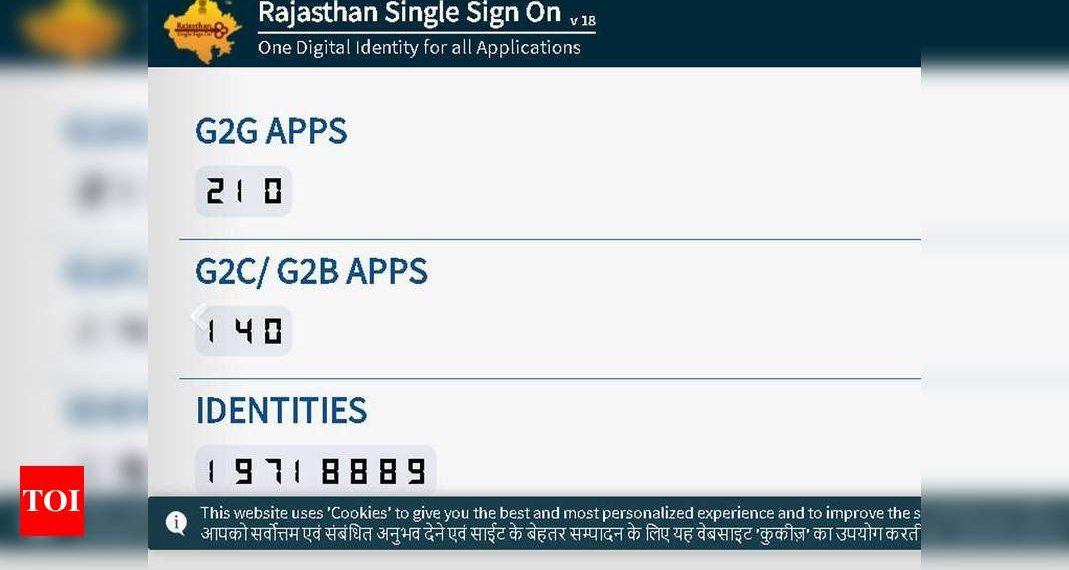 Rajasthan Single Sign On v 18
One Digital Identity for all Applications
G2G APPS
210
G2C/ G2B APPS
140
IDENTITIES
19718889
This website uses 'Cookies' to give you the best and most personalized experience and to improve the s
आपको सर्वोत्तम एवं संबंधित अनुभव देने एवं साईट के बेहतर सम्पादन के लिए यह वेबसाइट 'कुकीज़' का उपयोग करती
TOI